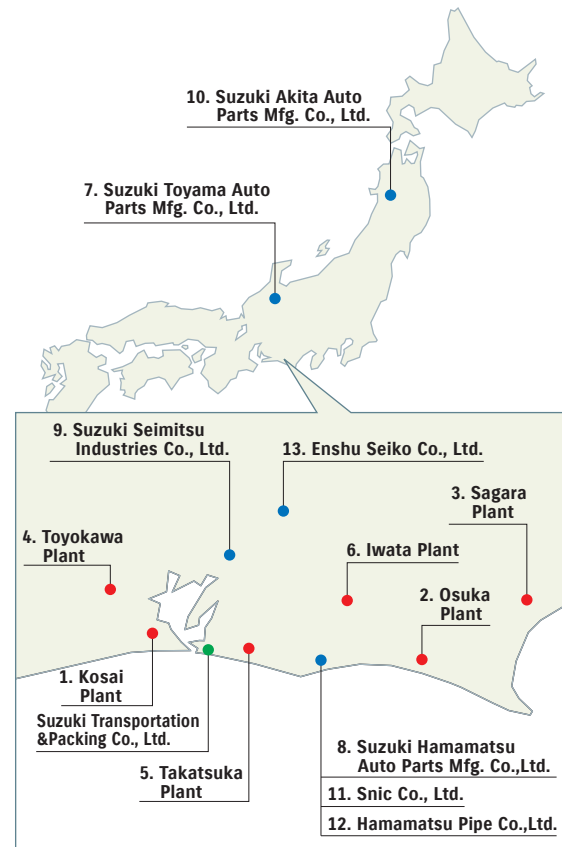 10. Suzuki Akita Auto
Parts Mfg. Co., Ltd.
7. Suzuki Toyama Auto
Parts Mfg. Co., Ltd.
9. Suzuki Seimitsu
Industries Co., Ltd.
13. Enshu Seiko Co., Ltd.
3. Sagara
Plant
4. Toyokawa
Plant
6. Iwata Plant
2. Osuka
Plant
1. Kosai
Plant
Suzuki Transportation
&Packing Co., Ltd.
5. Takatsuka
Plant
8. Suzuki Hamamatsu
Auto Parts Mfg. Co.,Ltd.
11. Snic Co., Ltd.
12. Hamamatsu Pipe Co.,Ltd.